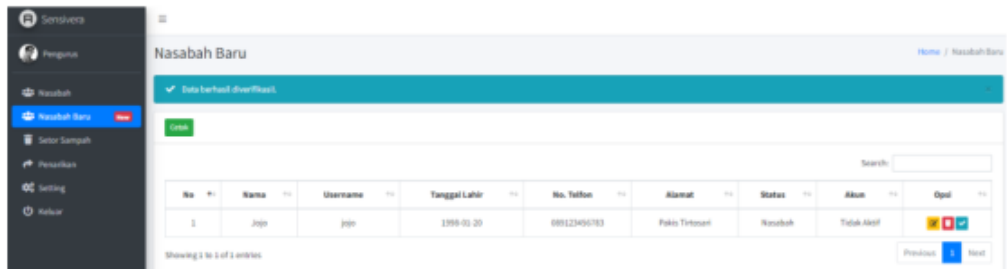 Sensivera
Pengurus
Nasabah Baru
Home / Nasabah Baru
Nasabah
Nasabah Baru New
Setor Sampah
Penarikan
Setting
Keluar
Data berhasil diverifikasi.
Cetak
Search:
No Nama Username Tanggal Lahir No. Telfon Alamat Status Akun Opsi
1 Jojo jojo 1998-01-20 089123456783 Pakis Tirtosari Nasabah Tidak Aktif
Showing 1 to 1 of 1 entries
Previous 1 Next